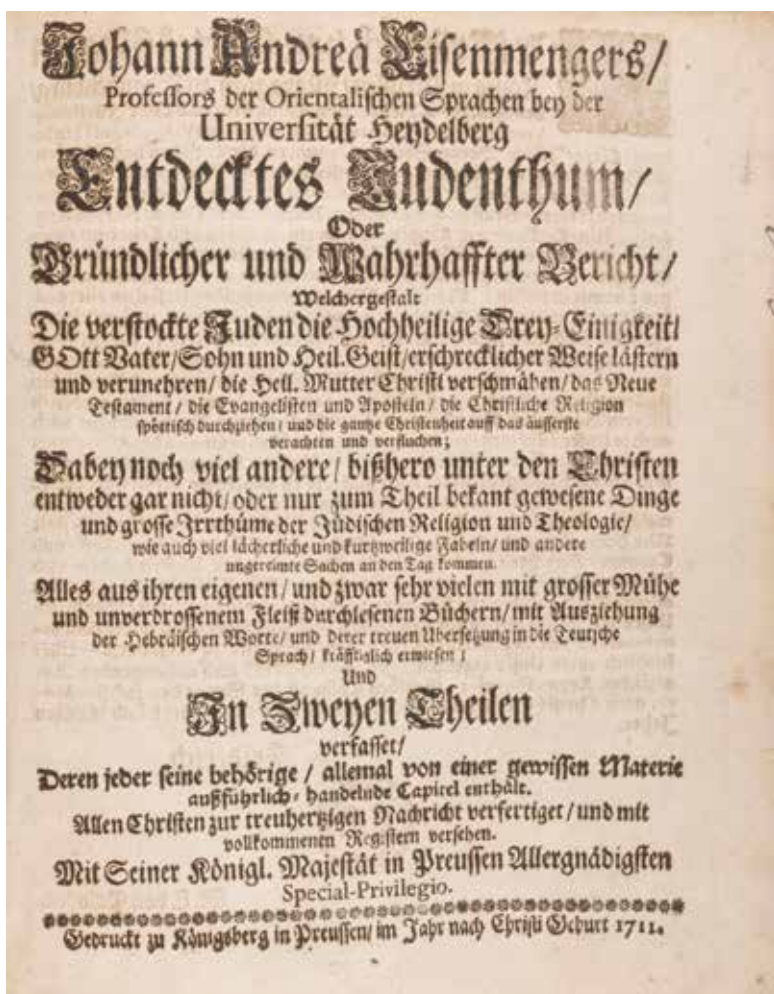 Johann Andreä Eisenmengers/
Professors der Orientalischen Sprachen bey der
Universität Heydelberg
Entdecktes Judenthum/
Oder
Gründlicher und Wahrhaffter Bericht/
Welchergestalt
Die verstockte Juden die Hochheilige Drey-Einigkeit/
GOtt Vater/Sohn und Heil.Geist/erschrecklicher Weise lästern
und verunehren/ die Heil. Mutter Christi verschmähen/ das Neue
Testament/ die Evangelisten und Aposteln/ die Christliche Religion
spöttisch durchziehen/ und die gantze Christenheit auff das äusserste
verachten und verfluchen;
Dabey noch viel andere/ bißhero unter den Christen
entweder gar nicht/ oder nur zum Theil bekant gewesene Dinge
und grosse Irrthüme der Jüdischen Religion und Theologie/
wie auch viel lächerliche und kurtzweilige Fabeln/ und andere
ungereimte Sachen an den Tag kommen.
Alles aus ihren eigenen/ und zwar sehr vielen mit grosser Mühe
und unverdrossenem Fleiß durchlesenen Büchern/ mit Ausziehung
der Hebräischen Worte/ und derer treuen Ubersetzung in die Teutsche
Sprach/ kräfftiglich erwiesen;
Und
In Zweyen Theilen
verfasset/
Deren jeder seine behörige/ allemal von einer gewissen Materie
außführlich-handelnde Capitel enthält.
Allen Christen zur treuhertzigen Nachricht verfertiget/ und mit
vollkommenen Registern versehen.
Mit Seiner Königl. Majestät in Preussen Allergnädigsten
Special-Privilegio.
Gedruckt zu Königsberg in Preussen/ im Jahr nach Christi Geburt 1711.